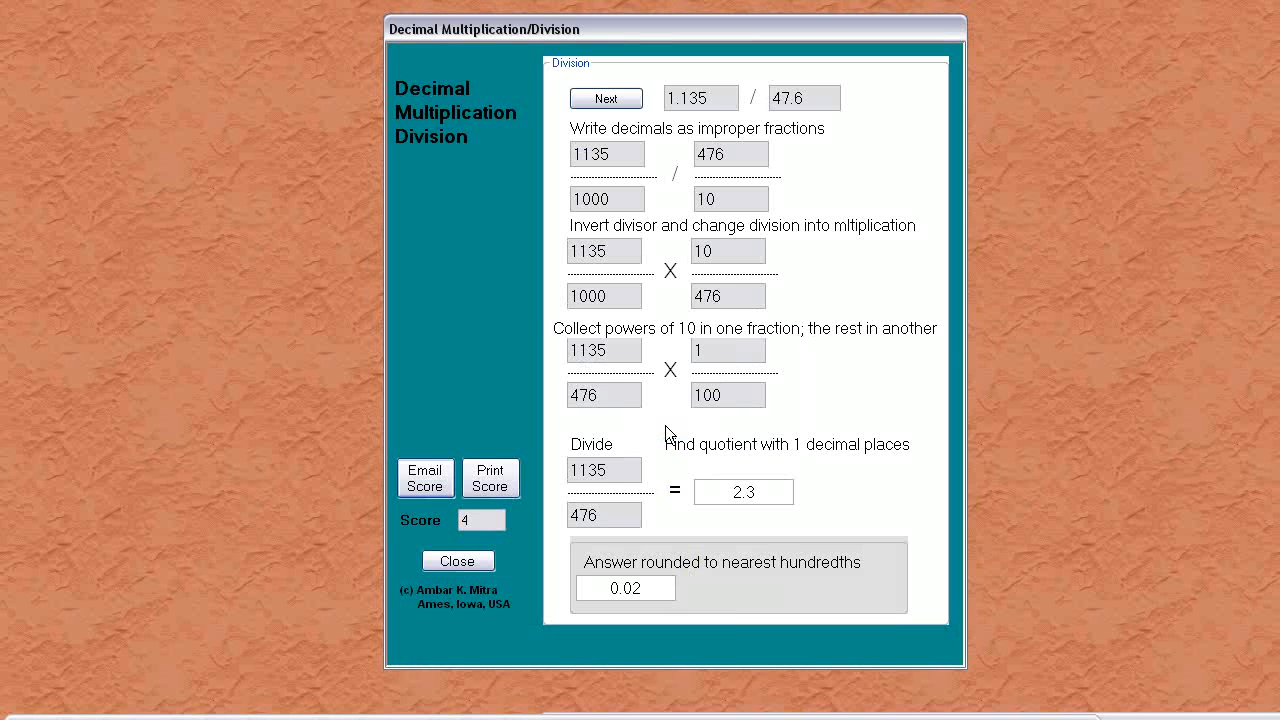 Decimal Multiplication/Division
Decimal
Multiplication
Division
Division
Next 1.135 / 47.6
Write decimals as improper fractions
1135 476
/
1000 10
Invert divisor and change division into mltiplication
1135 10
X
1000 476
Collect powers of 10 in one fraction; the rest in another
1135 1
X
476 100
Divide Find quotient with 1 decimal places
1135
= 2.3
476
Answer rounded to nearest hundredths
0.02
Email Score
Print Score
Score 4
Close
(c) Ambar K. Mitra
Ames, Iowa, USA